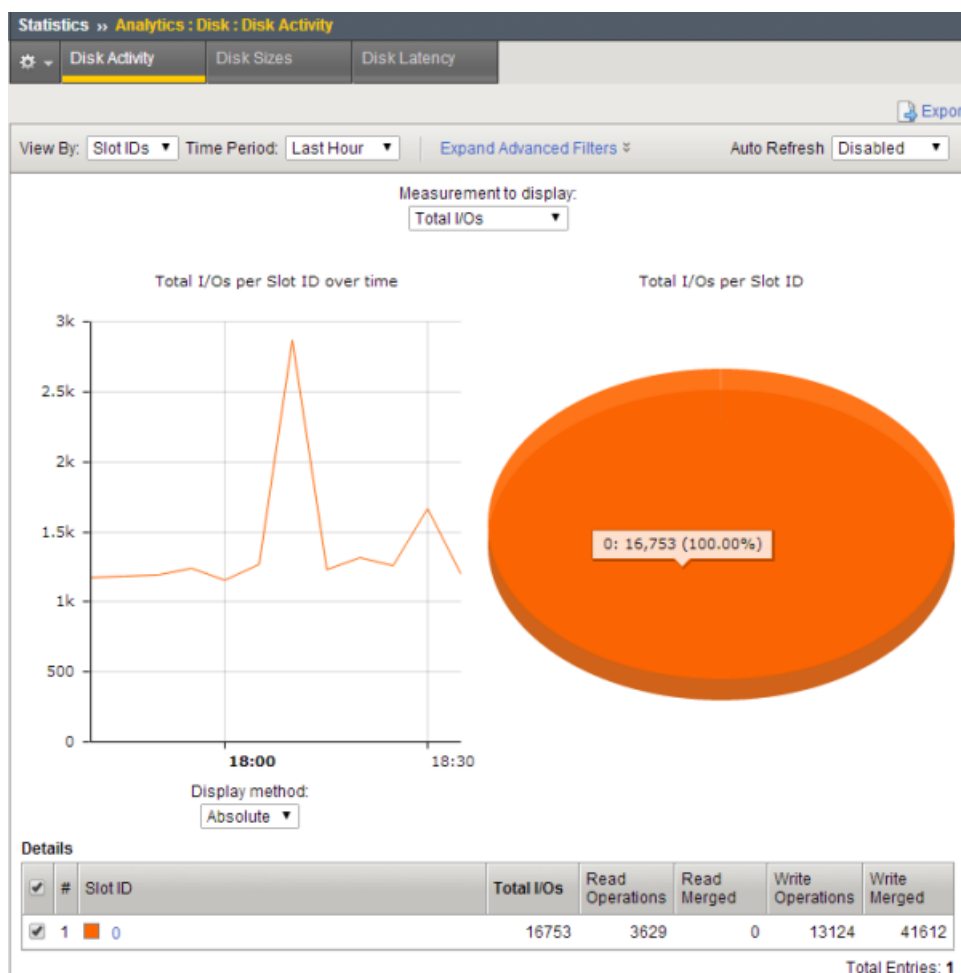 Statistics ›› Analytics : Disk : Disk Activity
Disk Activity Disk Sizes Disk Latency
Expor
View By: Slot IDs Time Period: Last Hour Expand Advanced Filters Auto Refresh Disabled
Measurement to display:
Total I/Os
Total I/Os per Slot ID over time
Total I/Os per Slot ID
3k
2.5k
2k
1.5k
1k
500
0
18:00 18:30
0: 16,753 (100.00%)
Display method:
Absolute
Details
# Slot ID Total I/Os Read Operations Read Merged Write Operations Write Merged
1 0 16753 3629 0 13124 41612
Total Entries: 1